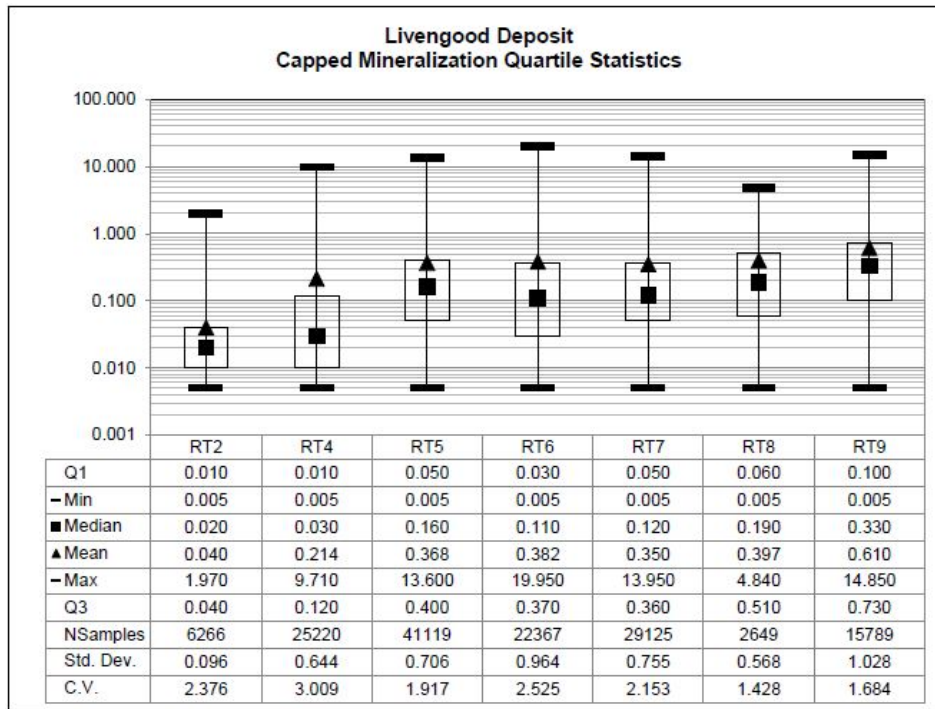 Livengood Deposit
Capped Mineralization Quartile Statistics
100.000
10.000
1.000
0.100
0.010
0.001
RT2 RT4 RT5 RT6 RT7 RT8 RT9
Q1 0.010 0.010 0.050 0.030 0.050 0.060 0.100
Min 0.005 0.005 0.005 0.005 0.005 0.005 0.005
Median 0.020 0.030 0.160 0.110 0.120 0.190 0.330
Mean 0.040 0.214 0.368 0.382 0.350 0.397 0.610
Max 1.970 9.710 13.600 19.950 13.950 4.840 14.850
Q3 0.040 0.120 0.400 0.370 0.360 0.510 0.730
NSamples 6266 25220 41119 22367 29125 2649 15789
Std. Dev. 0.096 0.644 0.706 0.964 0.755 0.568 1.028
C.V. 2.376 3.009 1.917 2.525 2.153 1.428 1.684